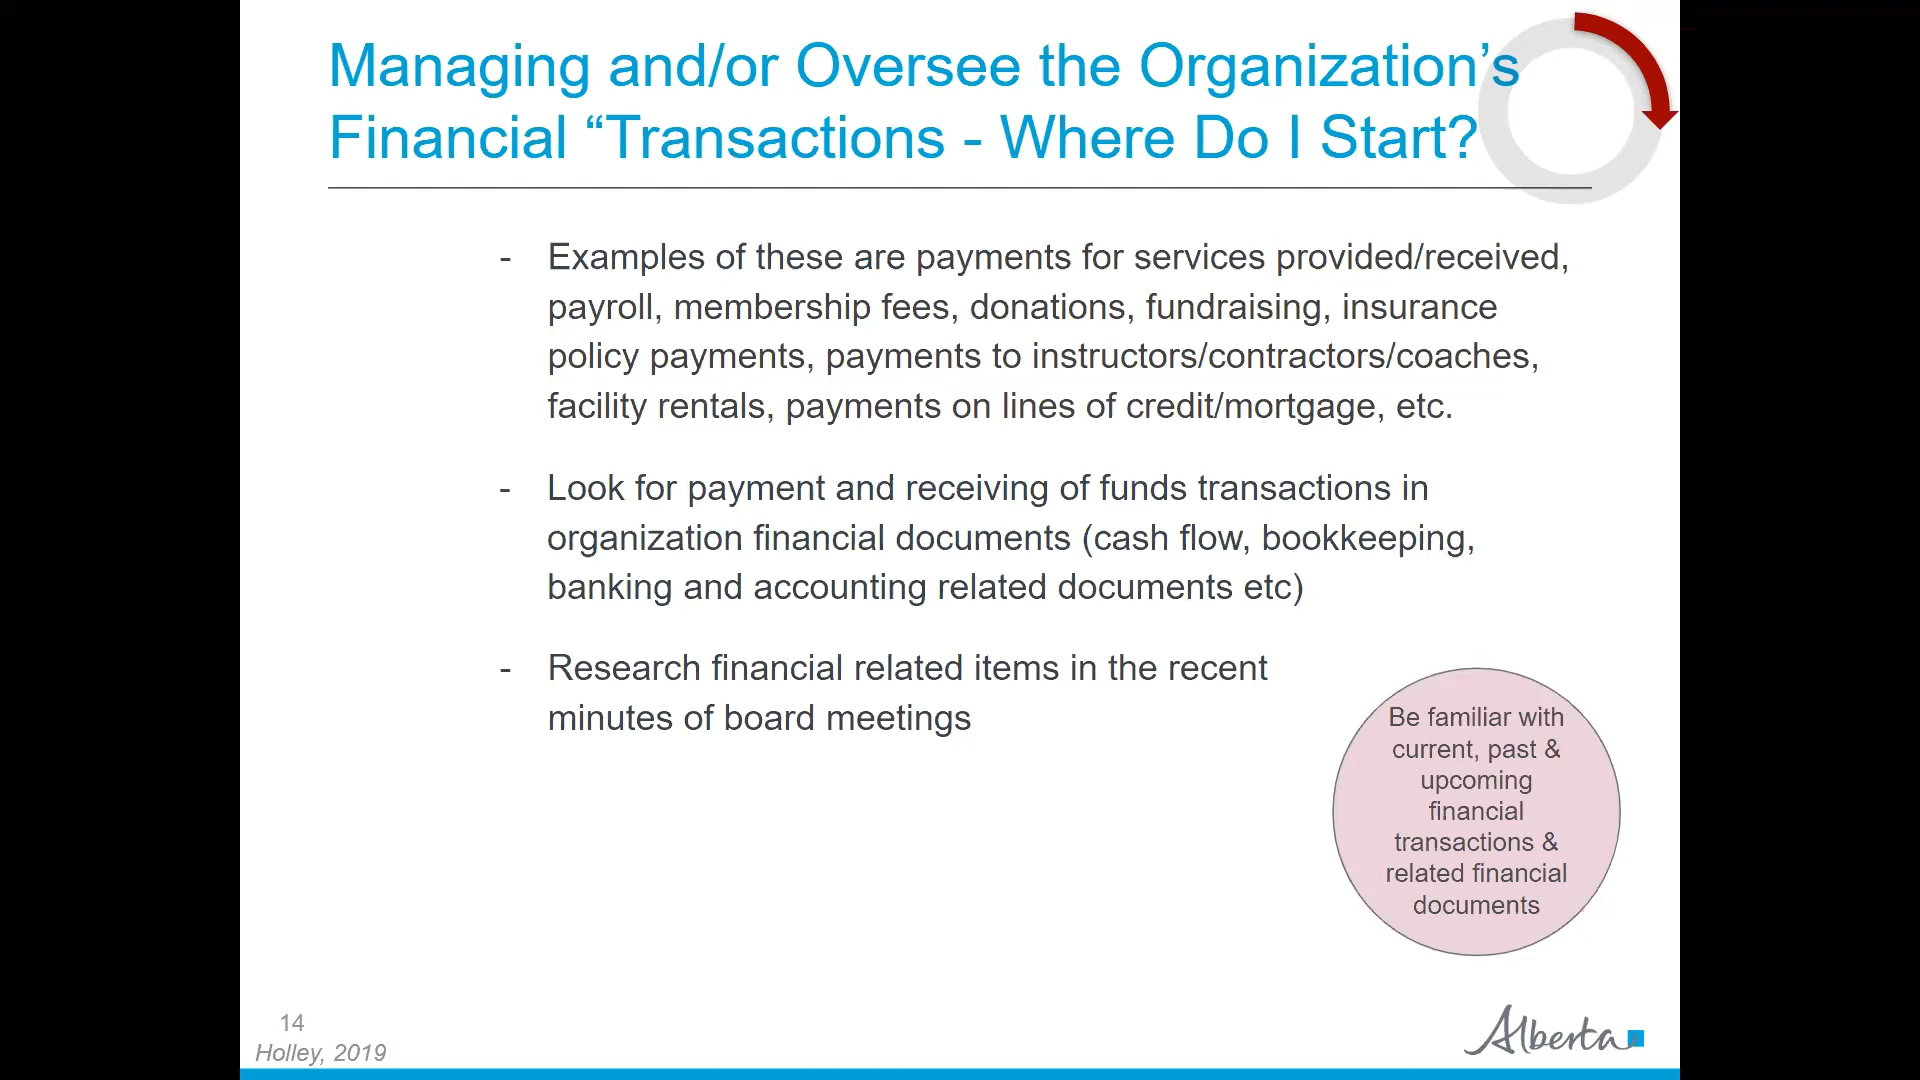 Managing and/or Oversee the Organization’s
Financial “Transactions - Where Do I Start?
- Examples of these are payments for services provided/received,
payroll, membership fees, donations, fundraising, insurance
policy payments, payments to instructors/contractors/coaches,
facility rentals, payments on lines of credit/mortgage, etc.
- Look for payment and receiving of funds transactions in
organization financial documents (cash flow, bookkeeping,
banking and accounting related documents etc)
- Research financial related items in the recent
minutes of board meetings
Be familiar with
current, past &
upcoming
financial
transactions &
related financial
documents
14
Holley, 2019
Alberta